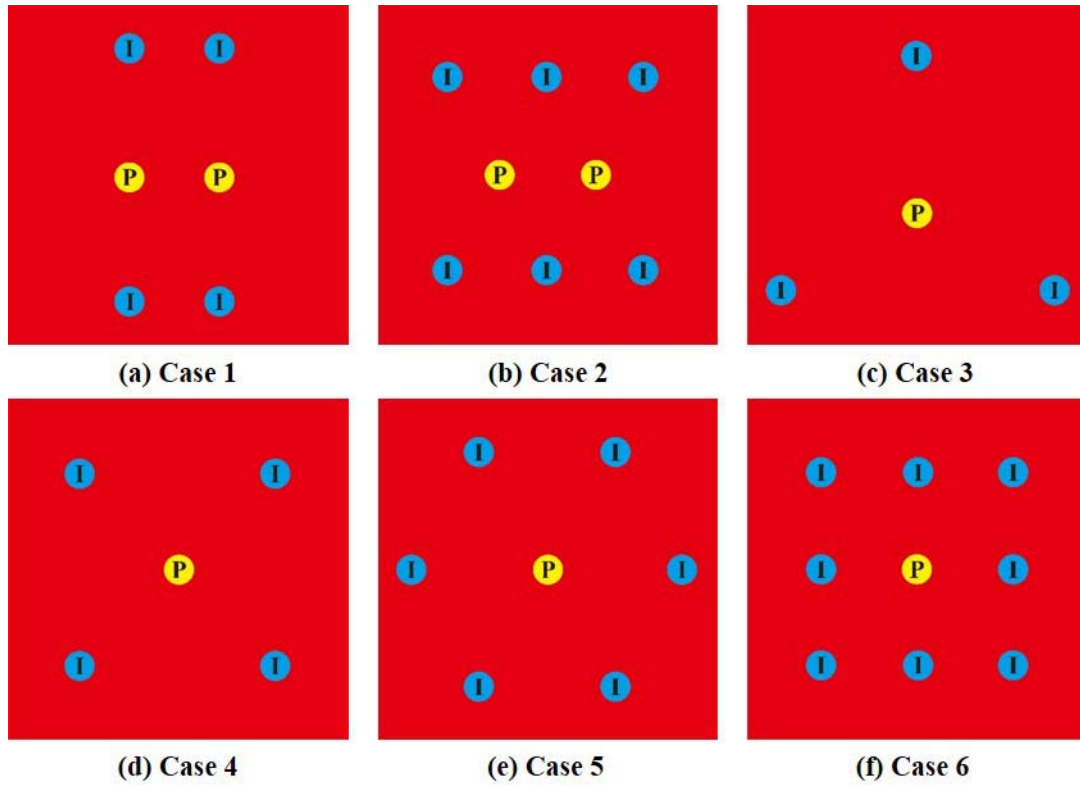 I I
P P
I I
I I I
P P
I I I
I
P
I I
(a) Case 1
(b) Case 2
(c) Case 3
I I
P
I I
I I
I P I
I I
I I I
I P I
I I I
(d) Case 4
(e) Case 5
(f) Case 6